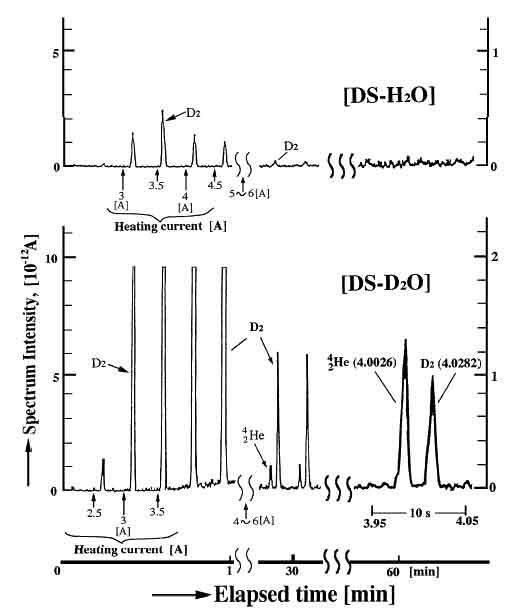 5
1
[DS-H2O]
D2
D2
0
0
3
[A]
3.5
4
[A]
4.5
5~6[A]
Heating current [A]
10
2
[DS-D2O]
D2
D2
4 2He (4.0026)
D2 (4.0282)
5
1
4 2He
0
0
2.5
3
[A]
3.5
4~6[A]
3.95
10 s
4.05
Heating current [A]
0
1
30
60
[min]
Elapsed time [min]
Spectrum Intensity, [10-12A]